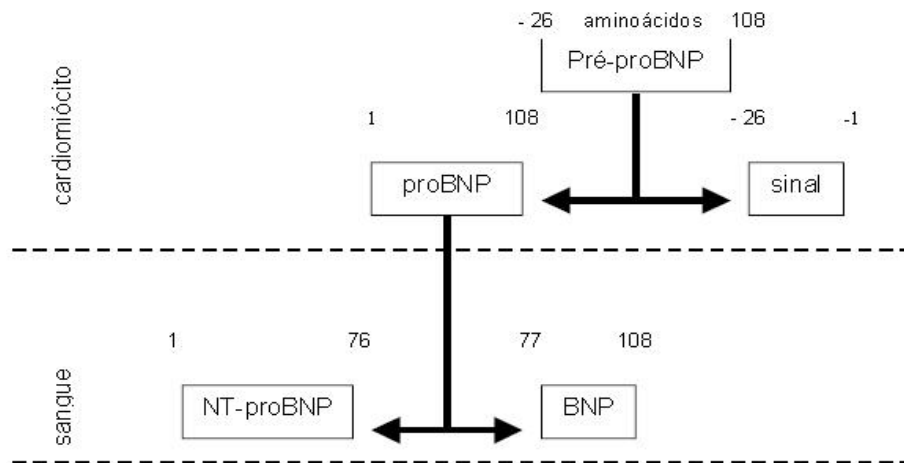 - 26 aminoácidos 108
Pré-proBNP
cardiomiócito
1 108 - 26 -1
proBNP sinal
1 76 77 108
sangue
NT-proBNP BNP